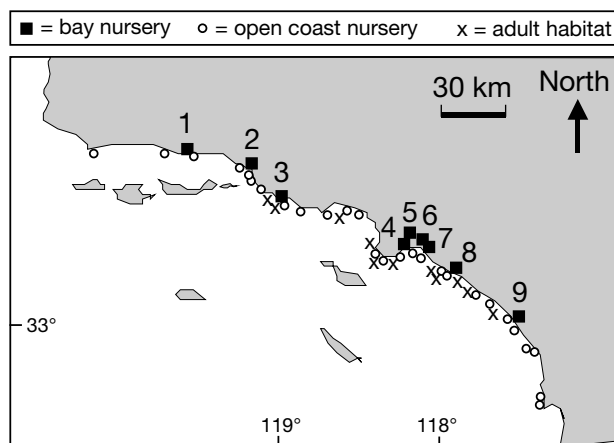 ■ = bay nursery ○ = open coast nursery x = adult habitat
30 km North
1
2
3
4 5 6 7
8
9
33°
119° 118°